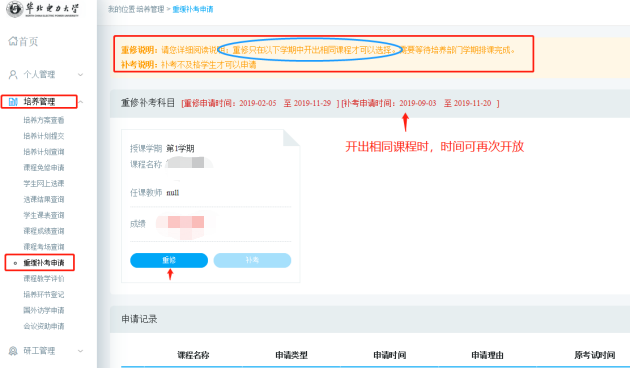 華北电力大学
NORTH CHINA ELECTRIC POWER UNIVERSITY
我的位置:培养管理 > 重理补考申请
首页
重修说明：请您详细阅读说明：重修只在以下学期中开出相同课程才可以选择。需要等待培养部门学期排课完成。
补考说明：补考不及格学生才可以申请
个人管理
培养管理
重修补考科目 [重修申请时间：2019-02-05 至 2019-11-29 ] [补考申请时间：2019-09-03 至 2019-11-20 ]
培养方案查看
培养计划提交
开出相同课程时，时间可再次开放
授课学期 第1学期
培养计划查询
课程名称
课程免修申请
学生网上选课
任课教师 null
选课结果查询
学生课表查询
成绩
课程成绩查询
课程考场查询
重修 补考
重理补考申请
课程教学评价
培养环节登记
国外访学申请
申请记录
会议资助申请
研工管理
课程名称 申请类型 申请时间 申请理由 原考试时间